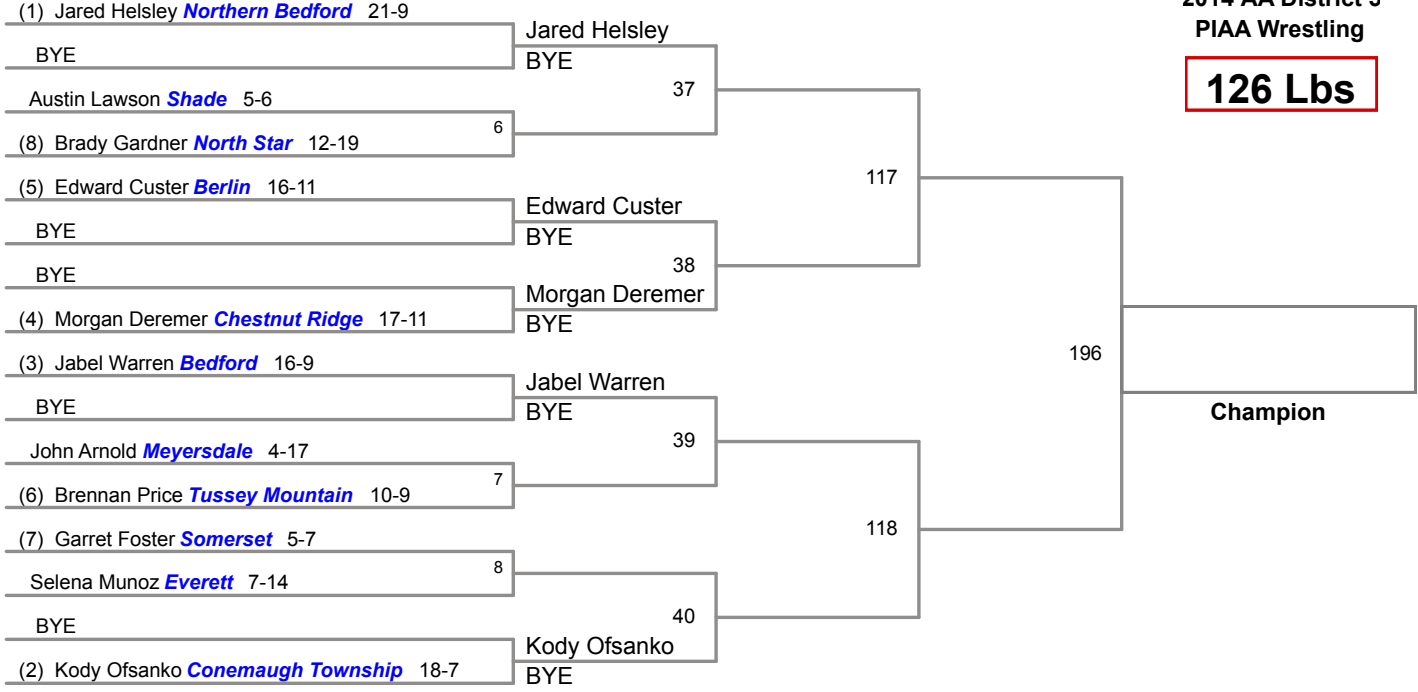 (1) Jared Helsley Northern Bedford 21-9
2014 AA District 5
PIAA Wrestling
126 Lbs
Jared Helsley
BYE
BYE
37
Austin Lawson Shade 5-6
6
(8) Brady Gardner North Star 12-19
(5) Edward Custer Berlin 16-11
117
Edward Custer
BYE
BYE
BYE
38
Morgan Deremer
(4) Morgan Deremer Chestnut Ridge 17-11
BYE
(3) Jabel Warren Bedford 16-9
196
Jabel Warren
BYE
BYE
Champion
John Arnold Meyersdale 4-17
39
7
(6) Brennan Price Tussey Mountain 10-9
118
(7) Garret Foster Somerset 5-7
8
Selena Munoz Everett 7-14
40
BYE
Kody Ofsanko
(2) Kody Ofsanko Conemaugh Township 18-7
BYE